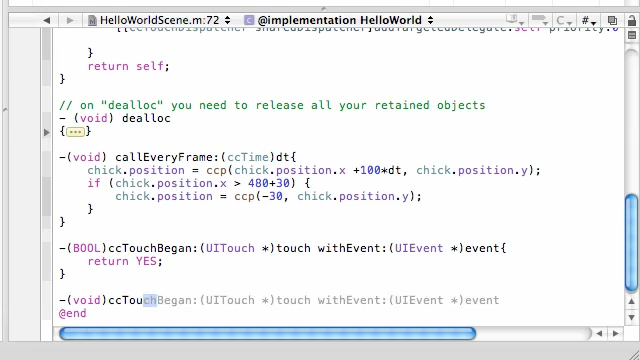 HelloWorldScene.m:72 @implementation HelloWorld #
}
return self;
}
// on "dealloc" you need to release all your retained objects
- (void) dealloc
{...}
-(void) callEveryFrame:(ccTime)dt{
chick.position = ccp(chick.position.x +100*dt, chick.position.y);
if (chick.position.x > 480+30) {
chick.position = ccp(-30, chick.position.y);
}
}
-(BOOL)ccTouchBegan:(UITouch *)touch withEvent:(UIEvent *)event{
return YES;
}
-(void)ccTouchBegan:(UITouch *)touch withEvent:(UIEvent *)event
@end